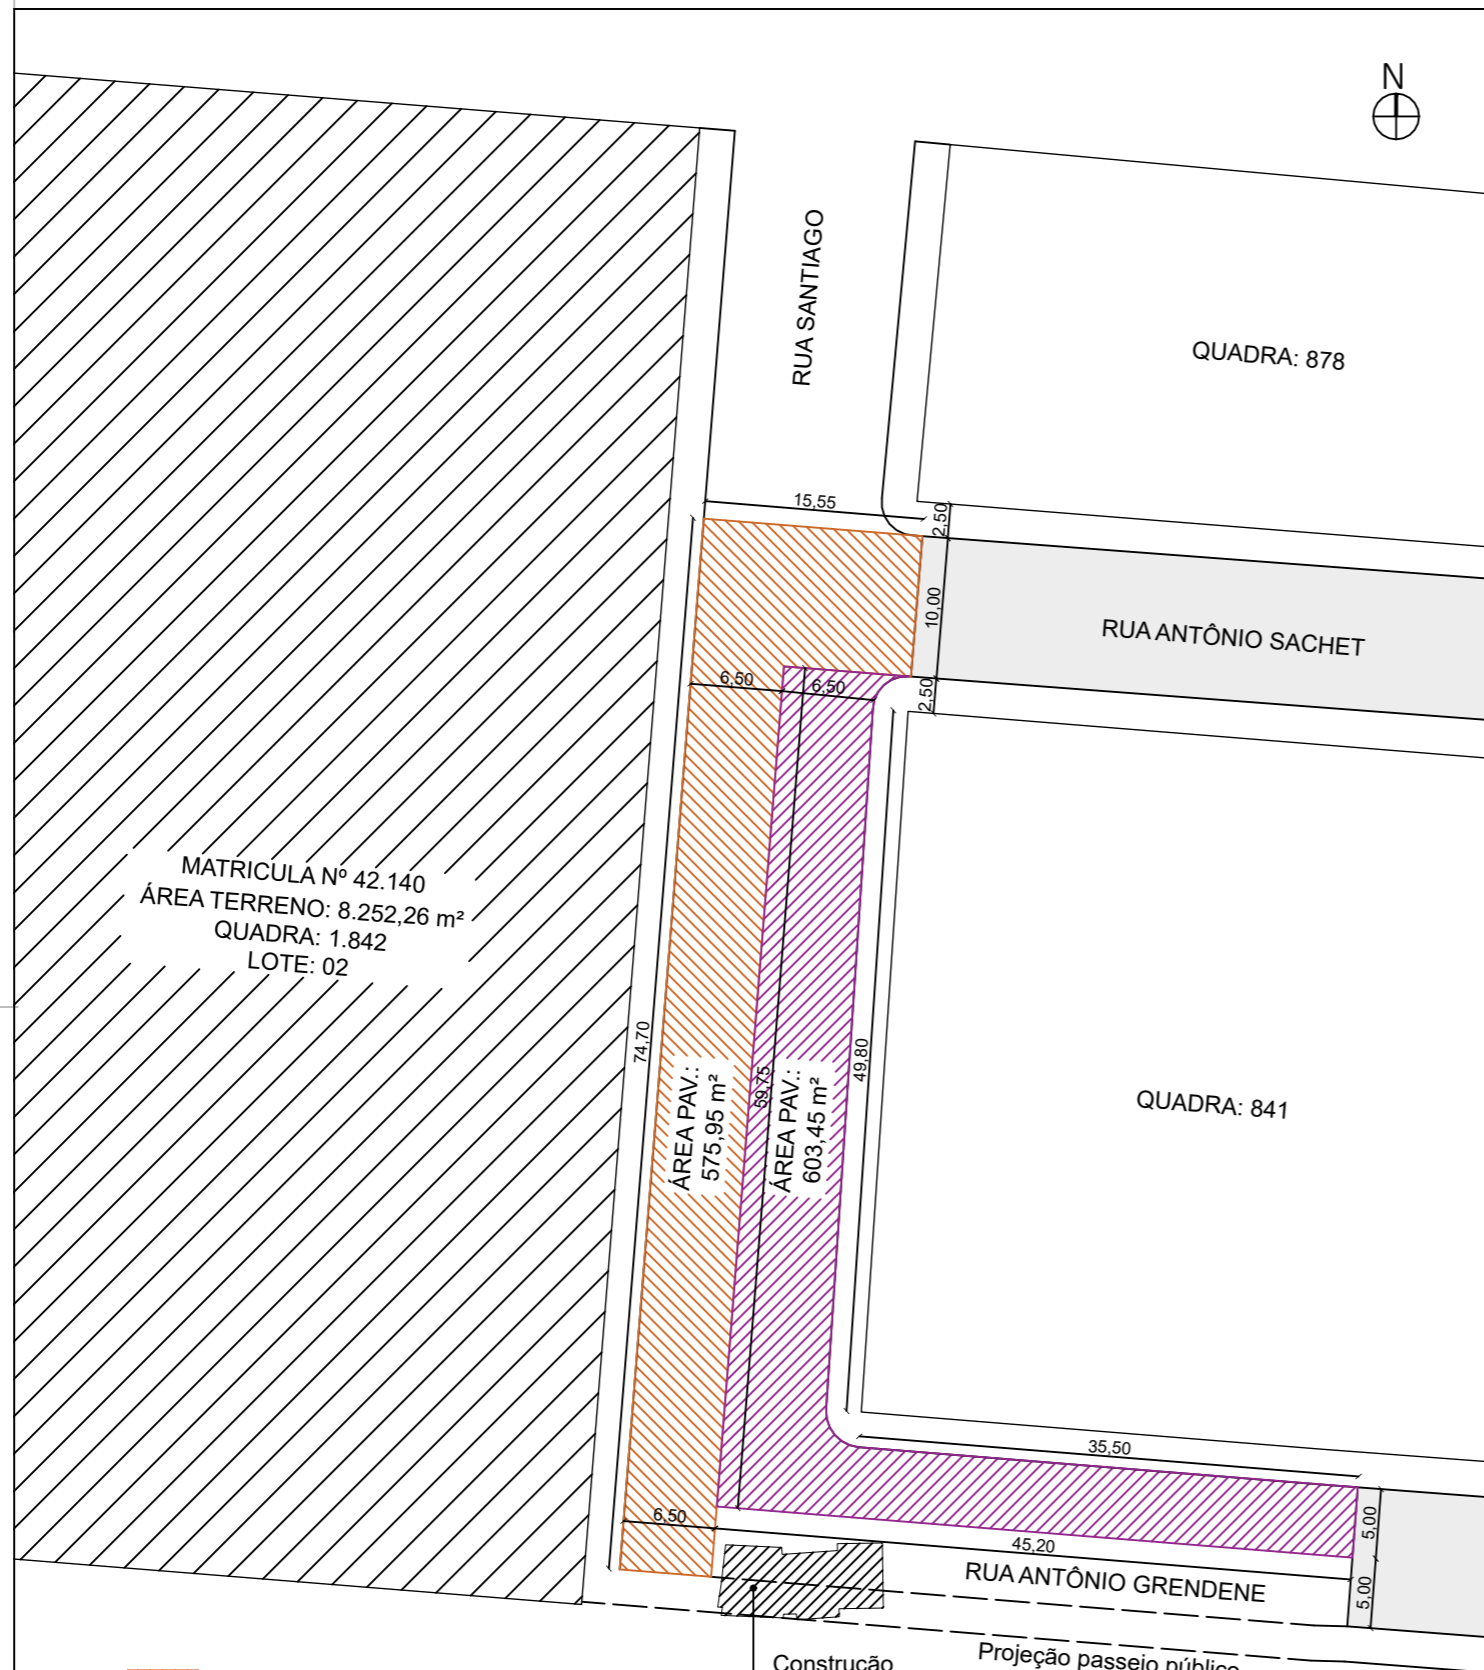 N
RUA SANTIAGO
QUADRA: 878
15,55
2,50
10,00
RUA ANTÔNIO SACHET
6,50
6,50
2,50
MATRICULA Nº 42.140
ÁREA TERRENO: 8.252,26 m²
QUADRA: 1.842
LOTE: 02
74,70
ÁREA PAV.:
575,95 m²
59,75
ÁREA PAV.:
603,45 m²
49,80
QUADRA: 841
35,50
6,50
45,20
5,00
RUA ANTÔNIO GRENDENE
5,00
Projeção passeio público
Construção